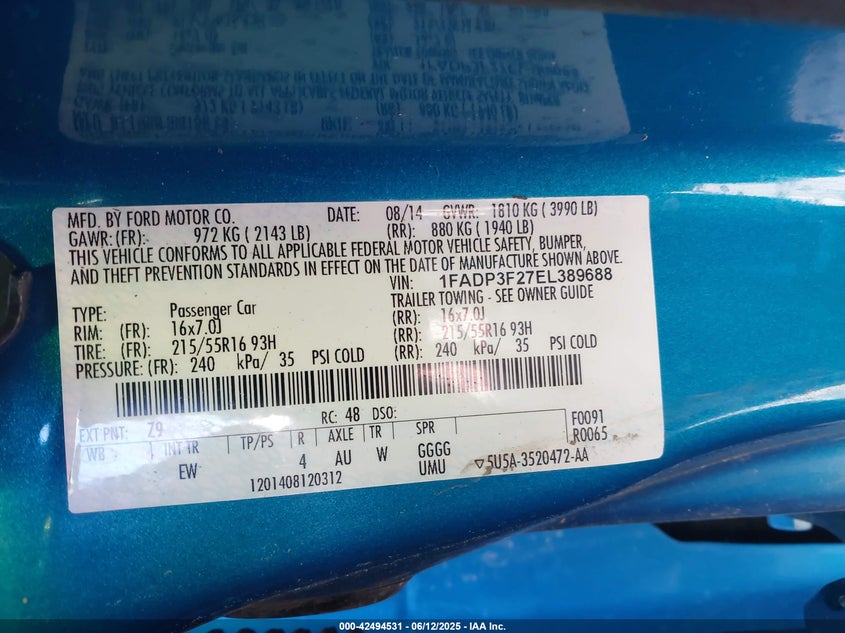 MFD. BY FORD MOTOR CO. DATE: 08/14 GVWR: 1810 KG ( 3990 LB)
GAWR: (FR): 972 KG ( 2143 LB) (RR): 880 KG ( 1940 LB)
THIS VEHICLE CONFORMS TO ALL APPLICABLE FEDERAL MOTOR VEHICLE SAFETY, BUMPER,
AND THEFT PREVENTION STANDARDS IN EFFECT ON THE DATE OF MANUFACTURE SHOWN ABOVE.
VIN: 1FADP3F27EL389688
TYPE: Passenger Car TRAILER TOWING - SEE OWNER GUIDE
RIM: (FR): 16x7.0J (RR): 16x7.0J
TIRE: (FR): 215/55R16 93H (RR): 215/55R16 93H
PRESSURE: (FR): 240 kPa/ 35 PSI COLD (RR): 240 kPa/ 35 PSI COLD
EXT PNT: Z9 RC: 48 DSO: F0091
WB INT TR TP/PS R AXLE TR SPR R0065
EW 4 AU W GGGG
UMU
1201408120312 5U5A-3520472-AA
000-42494531 - 06/12/2025 - IAA Inc.